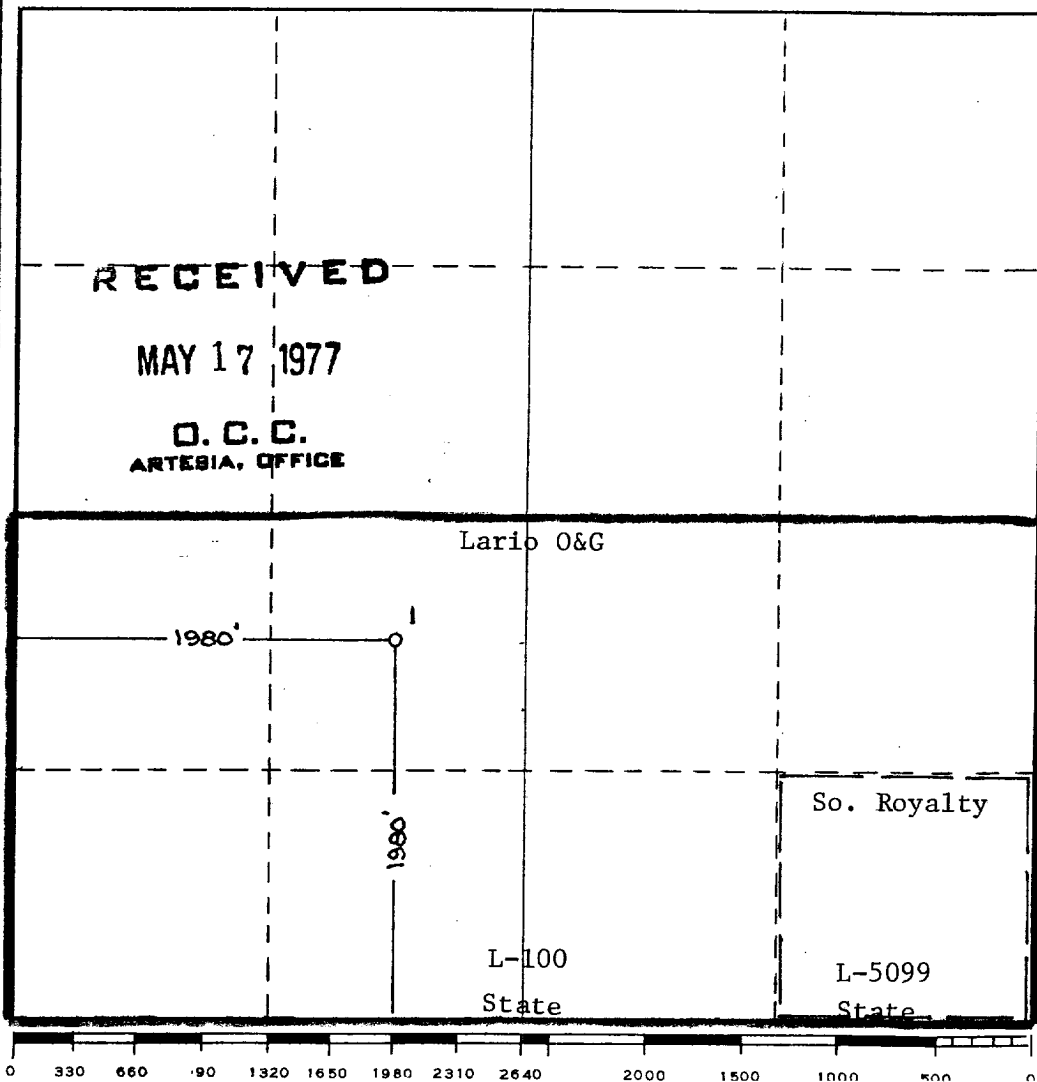 RECEIVED
MAY 17 1977
O. C. C.
ARTESIA, OFFICE
Lario O&G
1
1980'
1980'
So. Royalty
L-100
State
L-5099
State
0 330 660 90 1320 1650 1980 2310 2640 2000 1500 1000 500 0